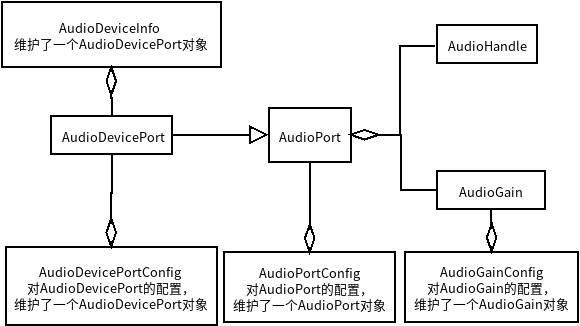 AudioDeviceInfo
维护了一个AudioDevicePort对象
AudioHandle
AudioDevicePort
AudioPort
AudioGain
AudioDevicePortConfig
对AudioDevicePort的配置，
维护了一个AudioDevicePort对象
AudioPortConfig
对AudioPort的配置，
维护了一个AudioPort对象
AudioGainConfig
对AudioGain的配置，
维护了一个AudioGain对象